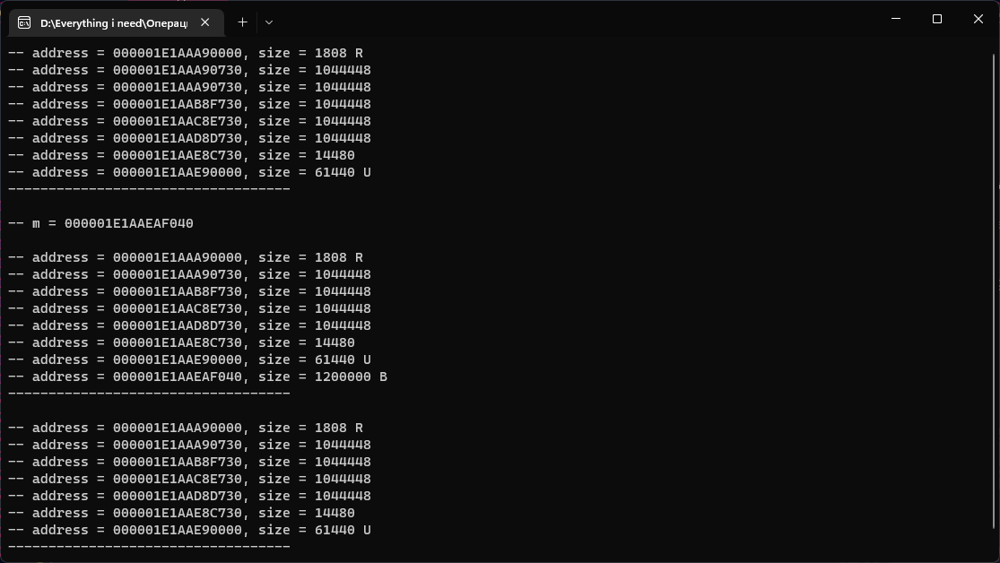 D:\Everything i need\Операц
-- address = 000001E1AAA90000, size = 1808 R
-- address = 000001E1AAA90730, size = 1044448
-- address = 000001E1AAA90730, size = 1044448
-- address = 000001E1AAB8F730, size = 1044448
-- address = 000001E1AAC8E730, size = 1044448
-- address = 000001E1AAD8D730, size = 1044448
-- address = 000001E1AAE8C730, size = 14480
-- address = 000001E1AAE90000, size = 61440 U
-----------------------------------
-- m = 000001E1AAEAF040
-- address = 000001E1AAA90000, size = 1808 R
-- address = 000001E1AAA90730, size = 1044448
-- address = 000001E1AAB8F730, size = 1044448
-- address = 000001E1AAC8E730, size = 1044448
-- address = 000001E1AAD8D730, size = 1044448
-- address = 000001E1AAE8C730, size = 14480
-- address = 000001E1AAE90000, size = 61440 U
-- address = 000001E1AAEAF040, size = 1200000 B
-----------------------------------
-- address = 000001E1AAA90000, size = 1808 R
-- address = 000001E1AAA90730, size = 1044448
-- address = 000001E1AAB8F730, size = 1044448
-- address = 000001E1AAC8E730, size = 1044448
-- address = 000001E1AAD8D730, size = 1044448
-- address = 000001E1AAE8C730, size = 14480
-- address = 000001E1AAE90000, size = 61440 U
-----------------------------------